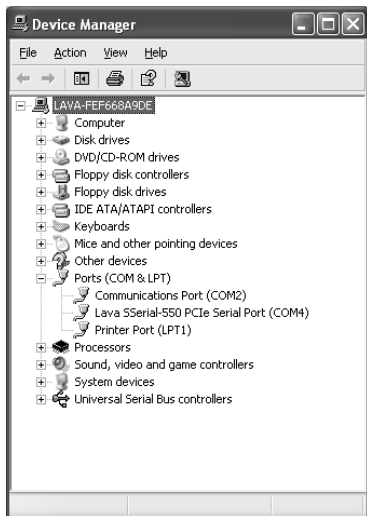 Device Manager
File Action View Help
LAVA-FEF668A9DE
Computer
Disk drives
DVD/CD-ROM drives
Floppy disk controllers
Floppy disk drives
IDE ATA/ATAPI controllers
Keyboards
Mice and other pointing devices
Other devices
Ports (COM & LPT)
Communications Port (COM2)
Lava SSerial-550 PCIe Serial Port (COM4)
Printer Port (LPT1)
Processors
Sound, video and game controllers
System devices
Universal Serial Bus controllers